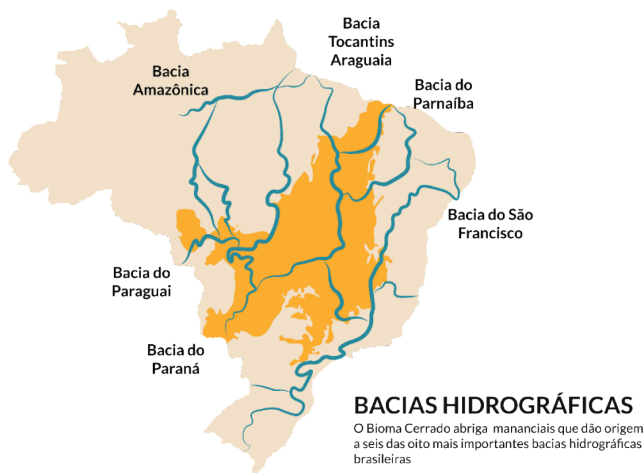 Bacia
Tocantins
Araguaia
Bacia
Amazônica
Bacia do
Parnaíba
Bacia do São
Francisco
Bacia do
Paraguai
Bacia do
Paraná
BACIAS HIDROGRÁFICAS
O Bioma Cerrado abriga mananciais que dão origem
a seis das oito mais importantes bacias hidrográficas
brasileiras